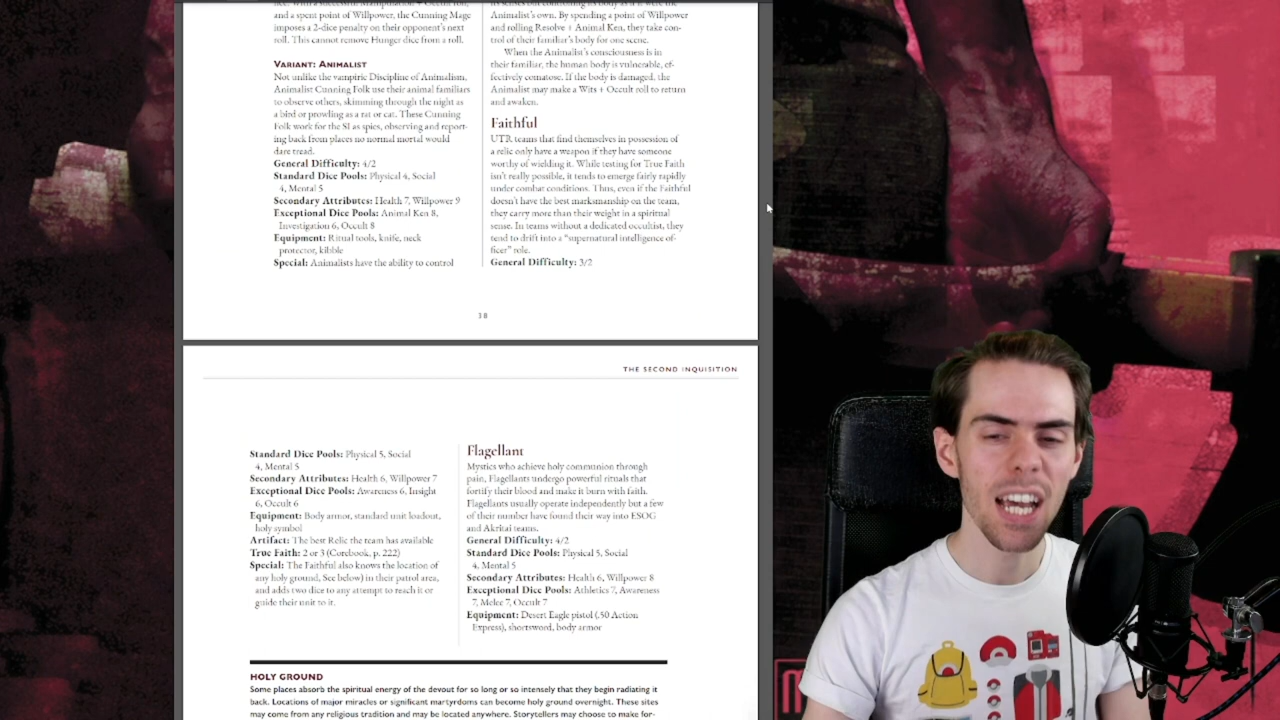 lice. With a successful Manipulation + Occult roll,
and a spent point of Willpower, the Cunning Mage
imposes a 2-dice penalty on their opponent's next
roll. This cannot remove Hunger dice from a roll.
VARIANT: ANIMALIST
Not unlike the vampiric Discipline of Animalism,
Animalist Cunning Folk use their animal familiars
to observe others, skimming through the night as
a bird or prowling as a rat or cat. These Cunning
Folk work for the SI as spies, observing and report-
ing back from places no normal mortal would
dare tread.
General Difficulty: 4/2
Standard Dice Pools: Physical 4, Social
4, Mental 5
Secondary Attributes: Health 7, Willpower 9
Exceptional Dice Pools: Animal Ken 8,
Investigation 6, Occult 8
Equipment: Ritual tools, knife, neck
protector, kibble
Special: Animalists have the ability to control
its senses but controlling its body as if it were the
Animalist's own. By spending a point of Willpower
and rolling Resolve + Animal Ken, they take con-
trol of their familiar's body for one scene.
When the Animalist's consciousness is in
their familiar, the human body is vulnerable, ef-
fectively comatose. If the body is damaged, the
Animalist may make a Wits + Occult roll to return
and awaken.
Faithful
UTR teams that find themselves in possession of
a relic only have a weapon if they have someone
worthy of wielding it. While testing for True Faith
isn't really possible, it tends to emerge fairly rapidly
under combat conditions. Thus, even if the Faithful
doesn't have the best marksmanship on the team,
they carry more than their weight in a spiritual
sense. In teams without a dedicated occultist, they
tend to drift into a "supernatural intelligence of-
ficer" role.
General Difficulty: 3/2
38
THE SECOND INQUISITION
Standard Dice Pools: Physical 5, Social
4, Mental 5
Secondary Attributes: Health 6, Willpower 7
Exceptional Dice Pools: Awareness 6, Insight
6, Occult 6
Equipment: Body armor, standard unit loadout,
holy symbol
Artifact: The best Relic the team has available
True Faith: 2 or 3 (Corebook, p. 222)
Special: The Faithful also knows the location of
any holy ground, See below) in their patrol area,
and adds two dice to any attempt to reach it or
guide their unit to it.
Flagellant
Mystics who achieve holy communion through
pain, Flagellants undergo powerful rituals that
fortify their blood and make it burn with faith.
Flagellants usually operate independently but a few
of their number have found their way into ESOG
and Akritai teams.
General Difficulty: 4/2
Standard Dice Pools: Physical 5, Social
4, Mental 5
Secondary Attributes: Health 6, Willpower 8
Exceptional Dice Pools: Athletics 7, Awareness
7, Melee 7, Occult 7
Equipment: Desert Eagle pistol (.50 Action
Express), shortsword, body armor
HOLY GROUND
Some places absorb the spiritual energy of the devout for so long or so intensely that they begin radiating it
back. Locations of major miracles or significant martyrdoms can become holy ground overnight. These sites
may come from any religious tradition and may be located anywhere. Storytellers may choose to make for-